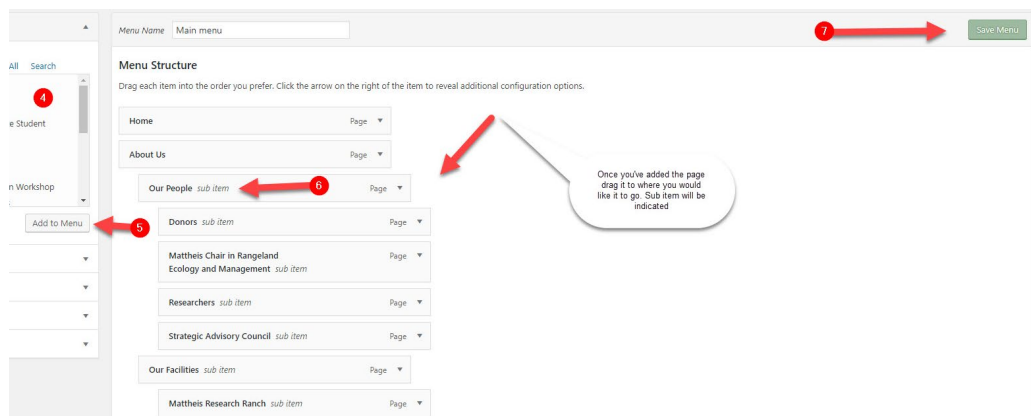 Menu Name Main menu
7
Save Menu
All Search
Menu Structure
Drag each item into the order you prefer. Click the arrow on the right of the item to reveal additional configuration options.
4
e Student
Home Page
About Us Page
n Workshop
Our People sub item Page
6
Once you've added the page
drag it to where you would
like it to go. Sub item will be
indicated
Add to Menu
5
Donors sub item Page
Mattheis Chair in Rangeland Page
Ecology and Management sub item
Researchers sub item Page
Strategic Advisory Council sub item Page
Our Facilities sub item Page
Mattheis Research Ranch sub item Page